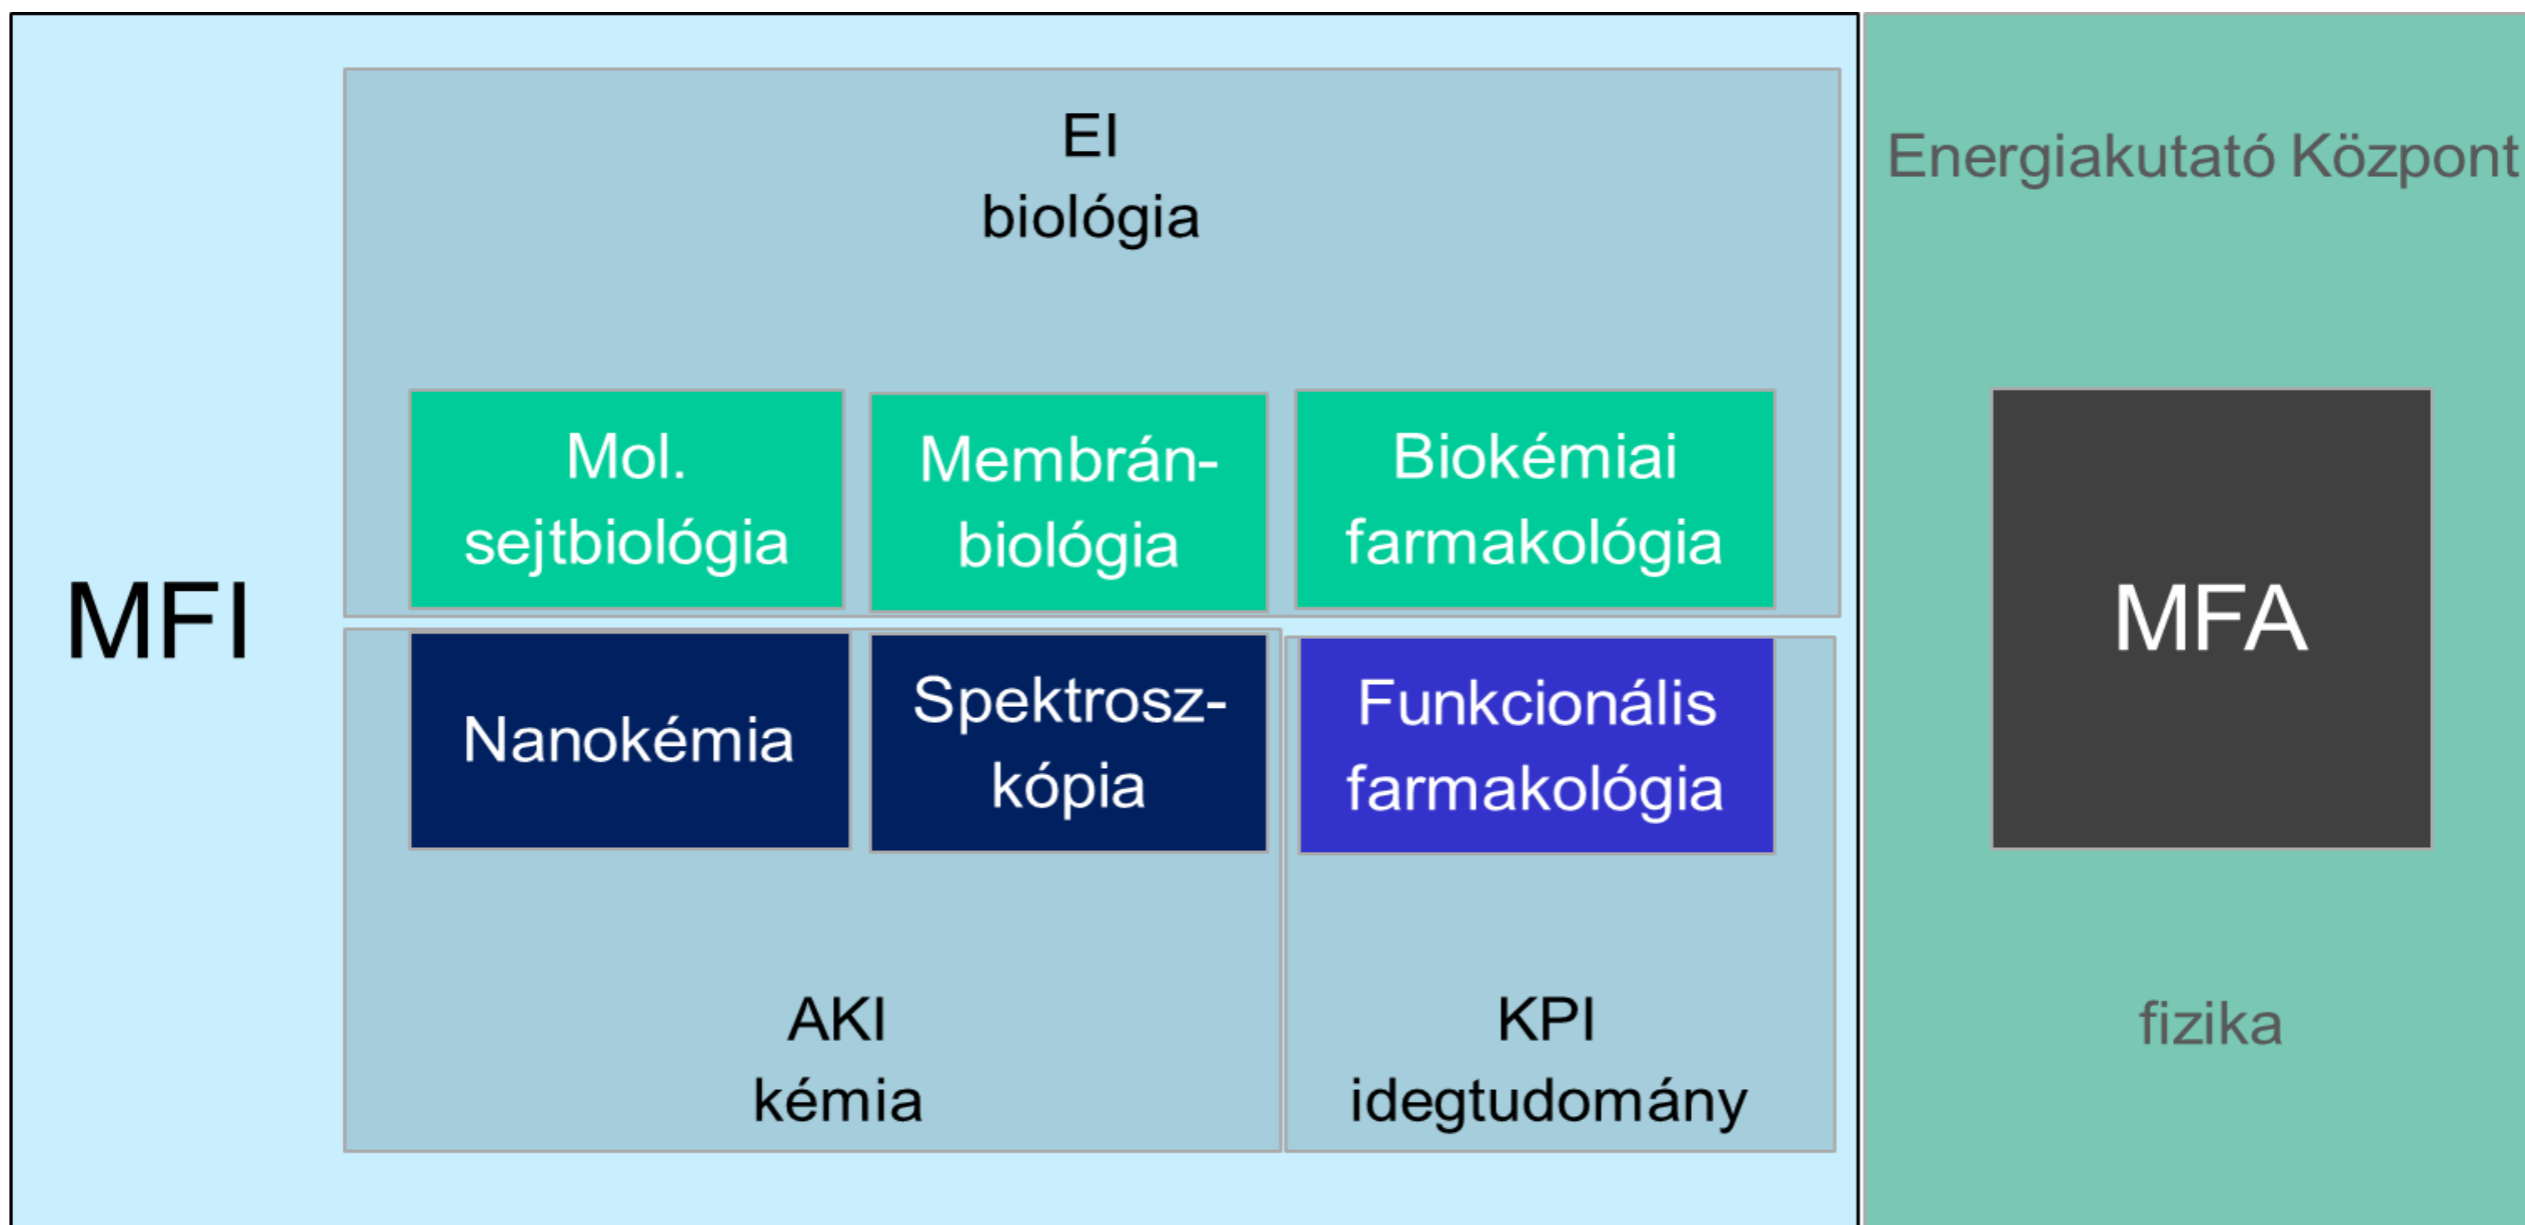 EI
biológia
Energiakutató Központ
Mol.
sejtbiológia
Membrán-
biológia
Biokémiai
farmakológia
MFI
MFA
Nanokémia
Spektrosz-
kópia
Funkcionális
farmakológia
AKI
kémia
KPI
idegtudomány
fizika